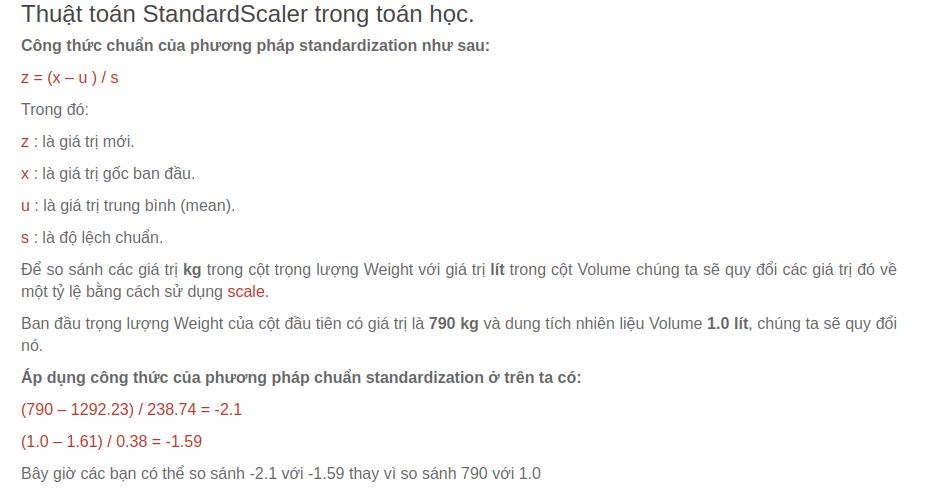 Thuật toán StandardScaler trong toán học.
Công thức chuẩn của phương pháp standardization như sau:
z = (x – u ) / s
Trong đó:
z : là giá trị mới.
x : là giá trị gốc ban đầu.
u : là giá trị trung bình (mean).
s : là độ lệch chuẩn.
Để so sánh các giá trị kg trong cột trọng lượng Weight với giá trị lít trong cột Volume chúng ta sẽ quy đổi các giá trị đó về
một tỷ lệ bằng cách sử dụng scale.
Ban đầu trọng lượng Weight của cột đầu tiên có giá trị là 790 kg và dung tích nhiên liệu Volume 1.0 lít, chúng ta sẽ quy đổi
nó.
Áp dụng công thức của phương pháp chuẩn standardization ở trên ta có:
(790 – 1292.23) / 238.74 = -2.1
(1.0 – 1.61) / 0.38 = -1.59
Bây giờ các bạn có thể so sánh -2.1 với -1.59 thay vì so sánh 790 với 1.0